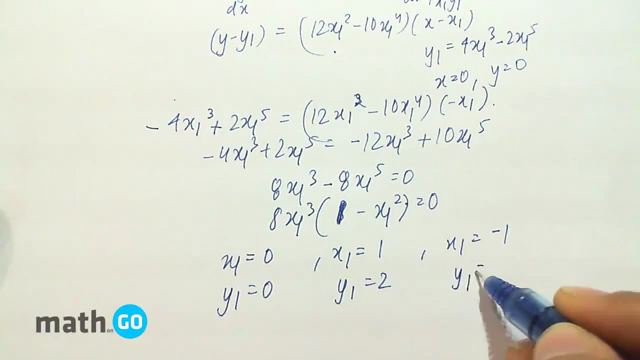 dx
(y-y₁) = (12x₁² - 10x₁⁴)(x - x₁)
y₁ = 4x₁³ - 2x₁⁵
x=0, y=0
- 4x₁³ + 2x₁⁵ = (12x₁² - 10x₁⁴)(-x₁).
-4x₁³ + 2x₁⁵ = -12x₁³ + 10x₁⁵
8x₁³ - 8x₁⁵ = 0
8x₁³(1 - x₁²) = 0
x₁ = 0 , x₁ = 1 , x₁ = -1
y₁ = 0 y₁ = 2 y₁ =
math.GO